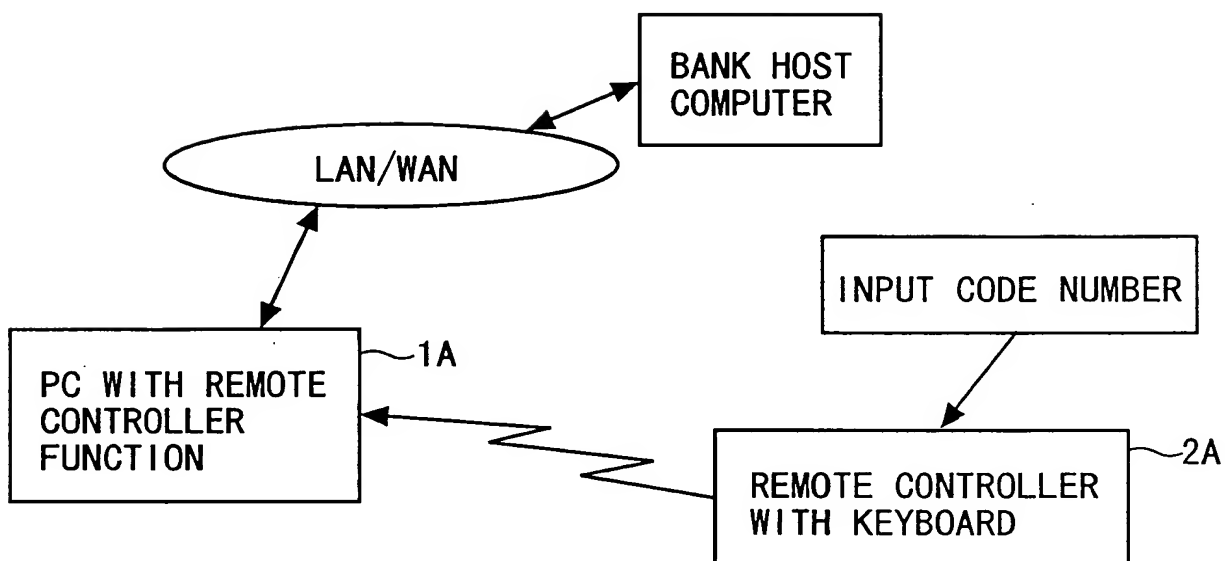 BANK HOST
COMPUTER
LAN/WAN
INPUT CODE NUMBER
1A
PC WITH REMOTE
CONTROLLER
FUNCTION
2A
REMOTE CONTROLLER
WITH KEYBOARD